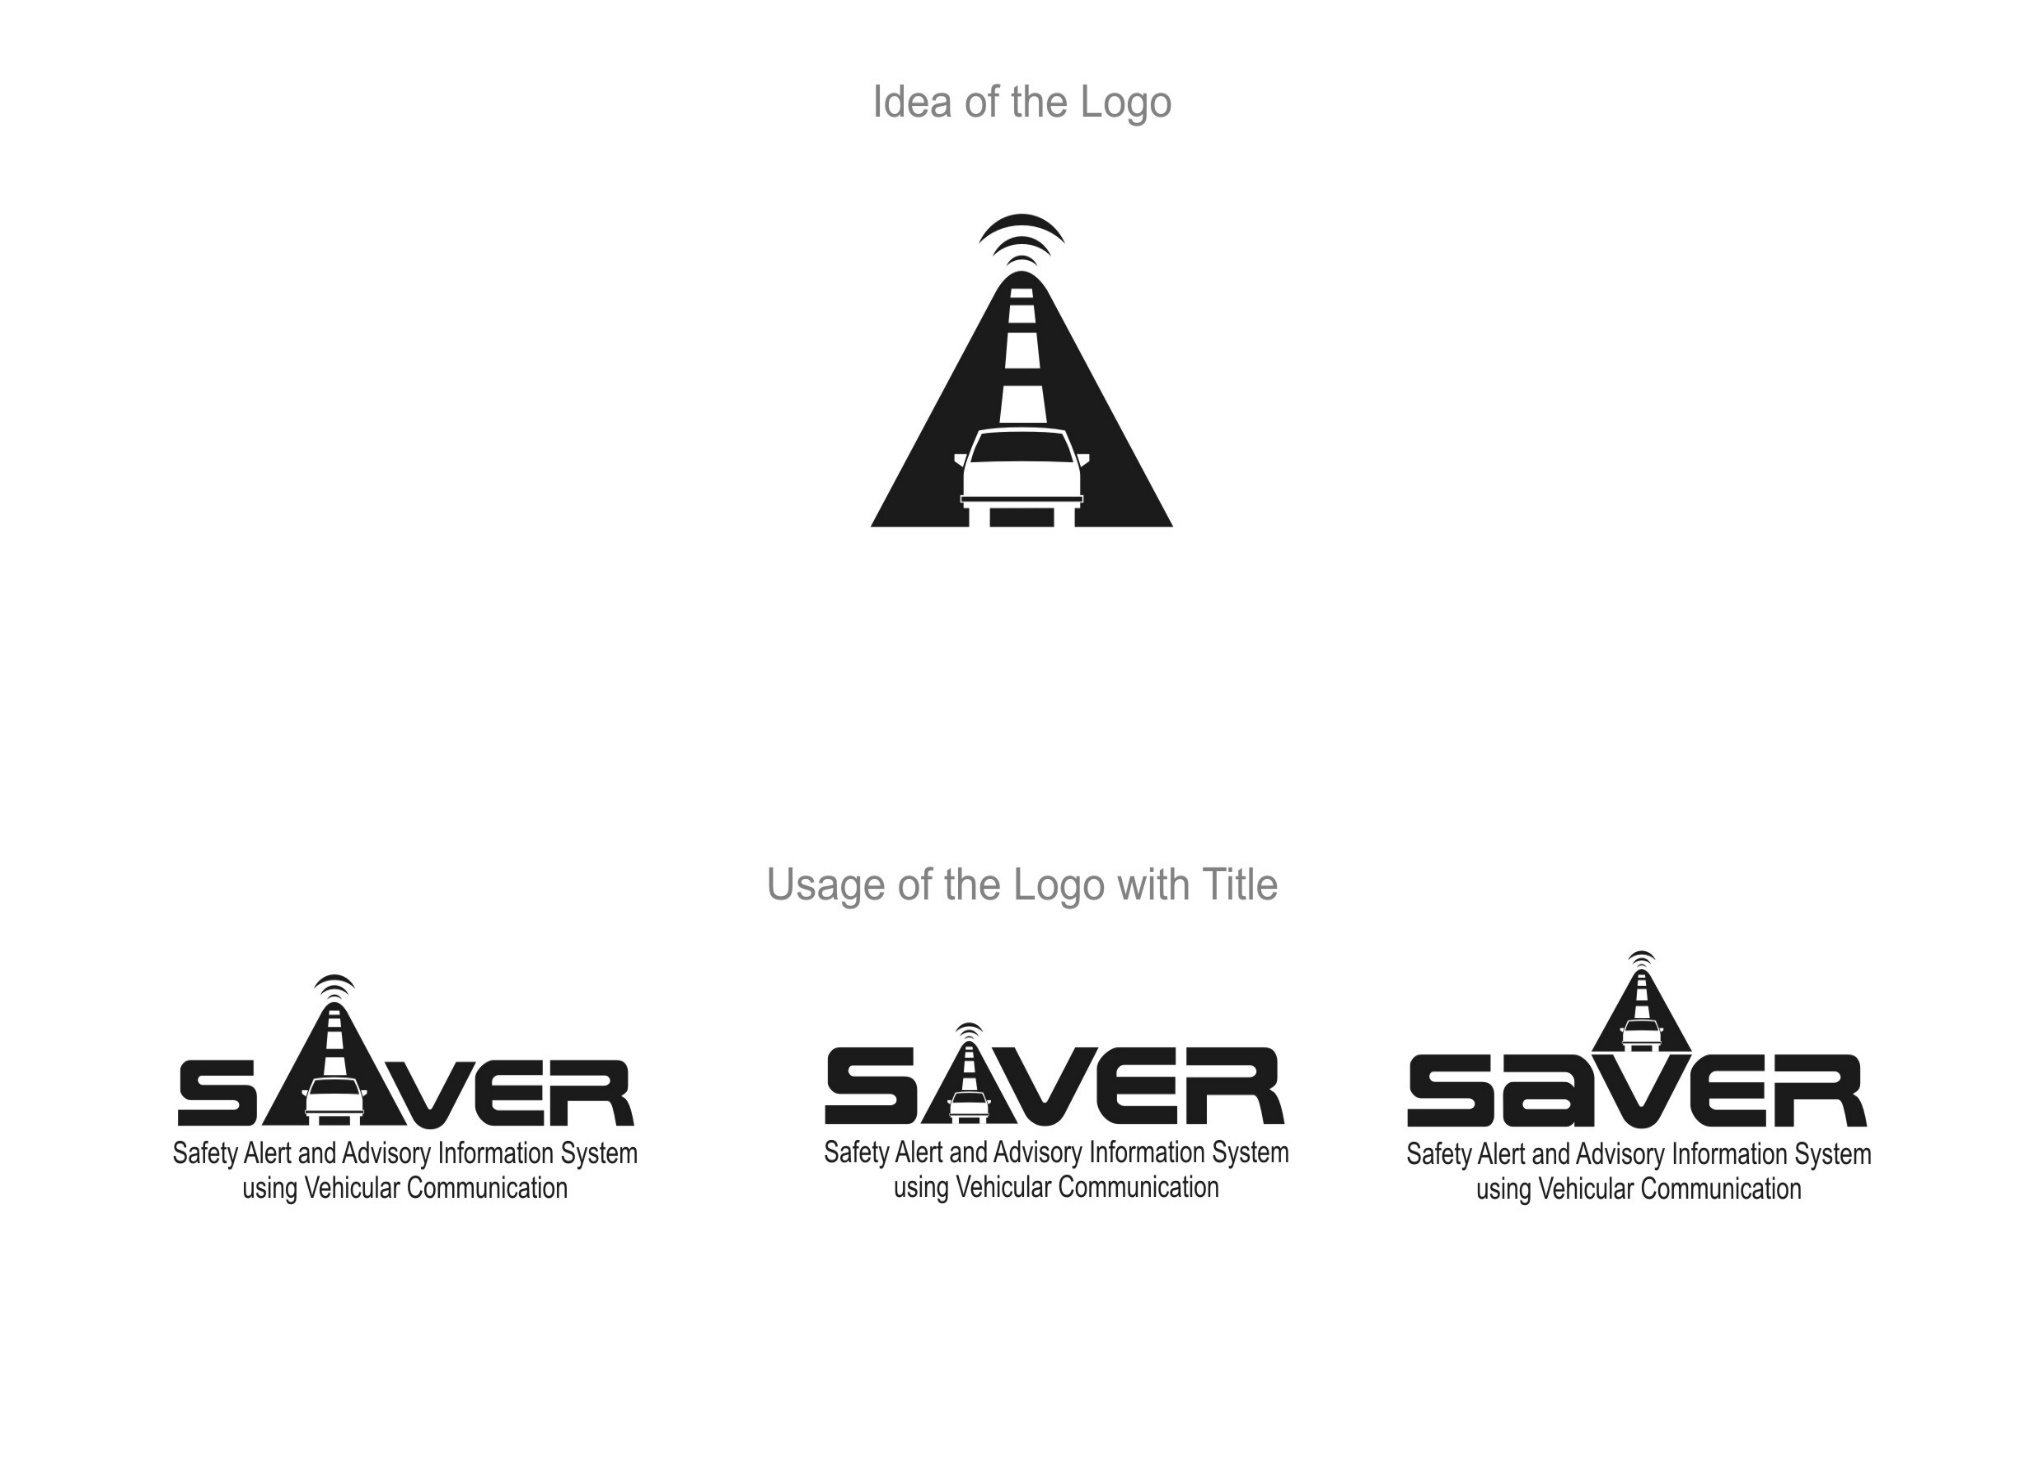 Idea of the Logo
Usage of the Logo with Title
SAVER
Safety Alert and Advisory Information System
using Vehicular Communication
SAVER
Safety Alert and Advisory Information System
using Vehicular Communication
SaVER
Safety Alert and Advisory Information System
using Vehicular Communication